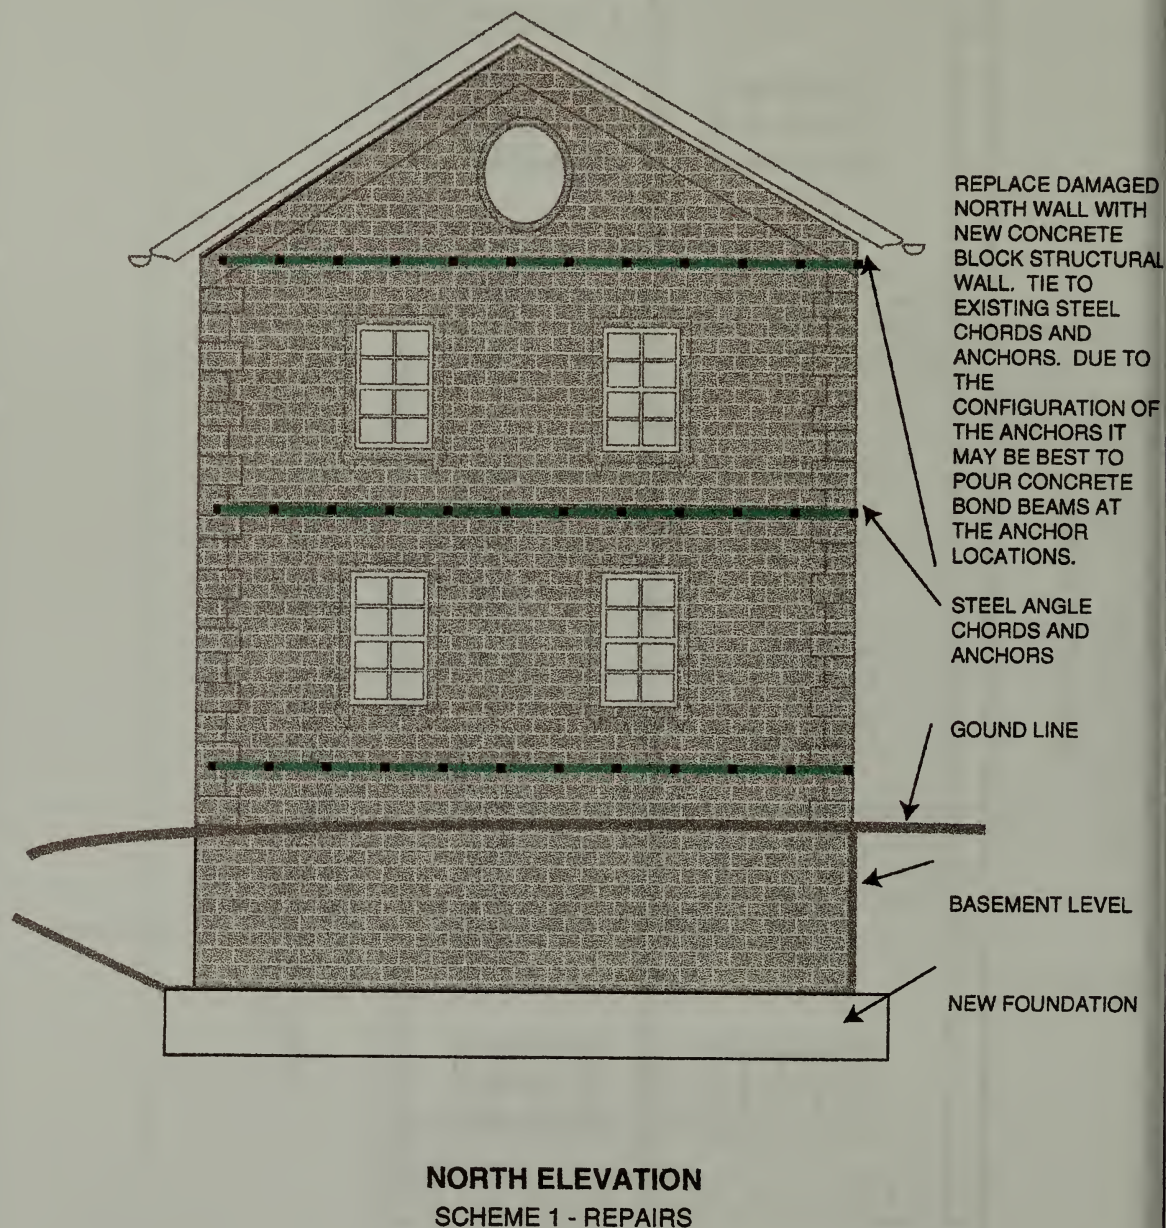 REPLACE DAMAGED
NORTH WALL WITH
NEW CONCRETE
BLOCK STRUCTURAL
WALL. TIE TO
EXISTING STEEL
CHORDS AND
ANCHORS. DUE TO
THE
CONFIGURATION OF
THE ANCHORS IT
MAY BE BEST TO
POUR CONCRETE
BOND BEAMS AT
THE ANCHOR
LOCATIONS.
STEEL ANGLE
CHORDS AND
ANCHORS
GOUND LINE
BASEMENT LEVEL
NEW FOUNDATION
NORTH ELEVATION
SCHEME 1 - REPAIRS